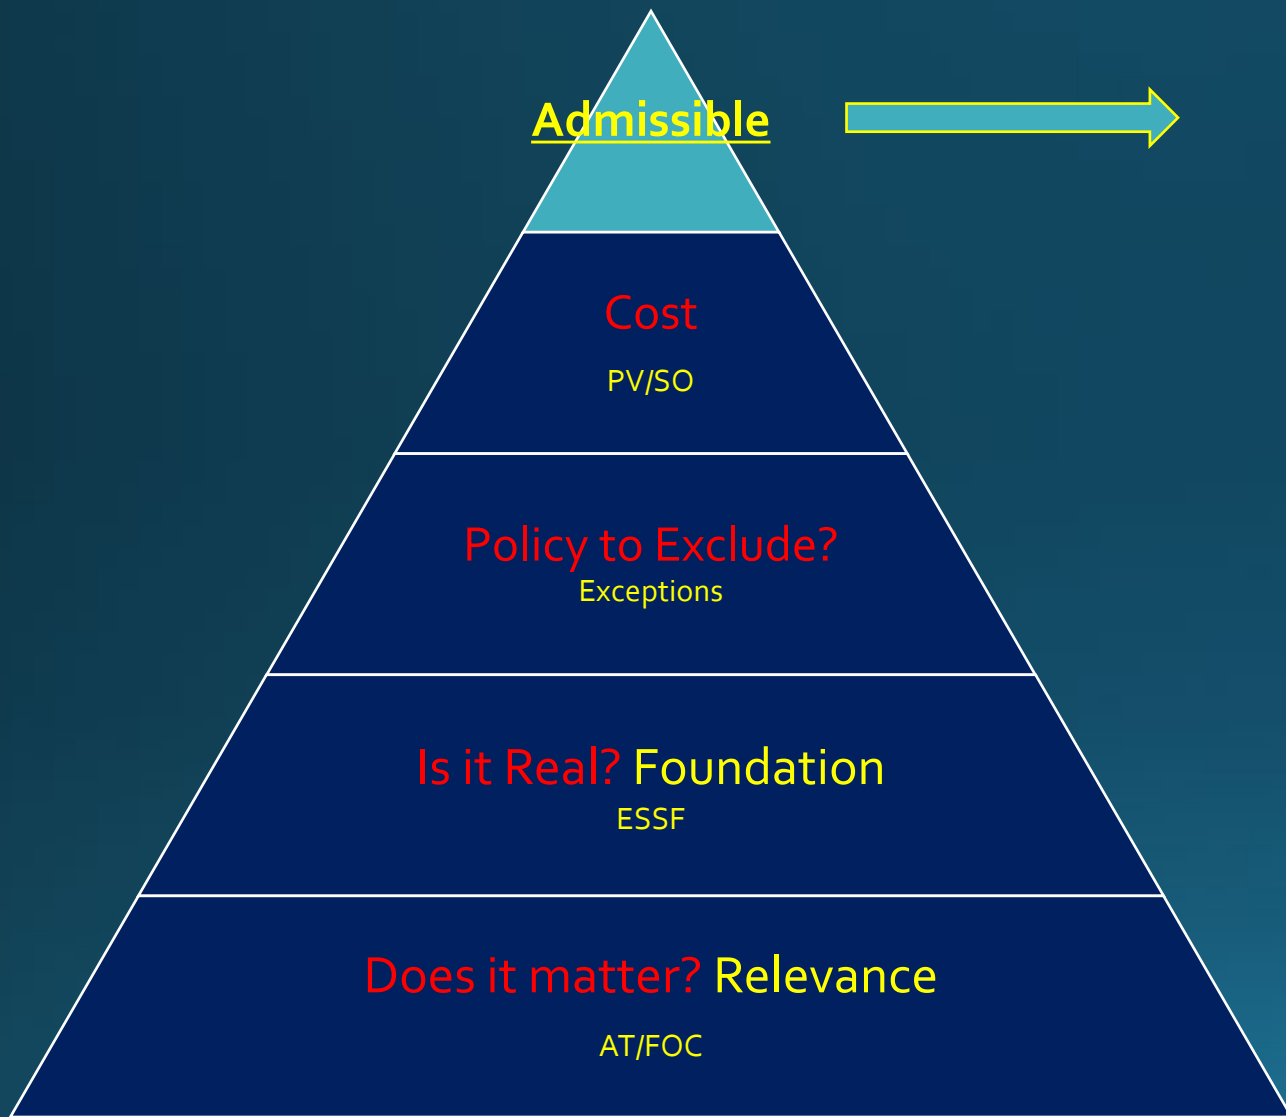 Admissible
Cost
PV/SO
Policy to Exclude?
Exceptions
Is it Real? Foundation
ESSF
Does it matter? Relevance
AT/FOC